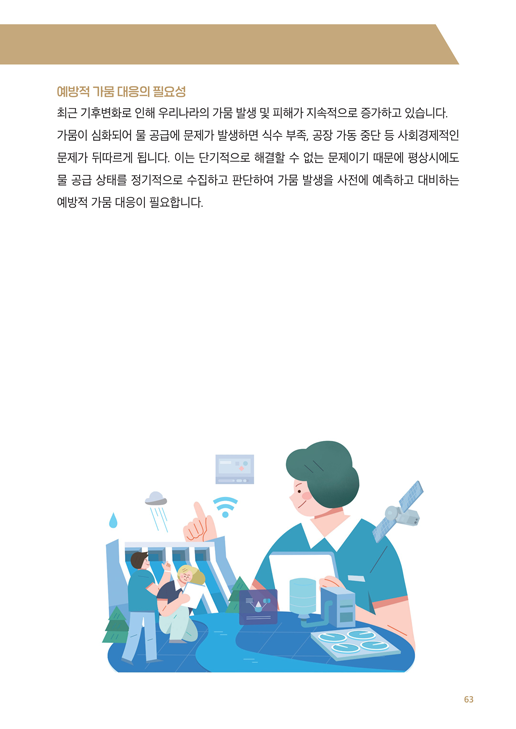 예방적 가뭄 대응의 필요성
최근 기후변화로 인해 우리나라의 가뭄 발생 및 피해가 지속적으로 증가하고 있습니다.
가뭄이 심화되어 물 공급에 문제가 발생하면 식수 부족, 공장 가동 중단 등 사회경제적인
문제가 뒤따르게 됩니다. 이는 단기적으로 해결할 수 없는 문제이기 때문에 평상시에도
물 공급 상태를 정기적으로 수집하고 판단하여 가뭄 발생을 사전에 예측하고 대비하는
예방적 가뭄 대응이 필요합니다.
63